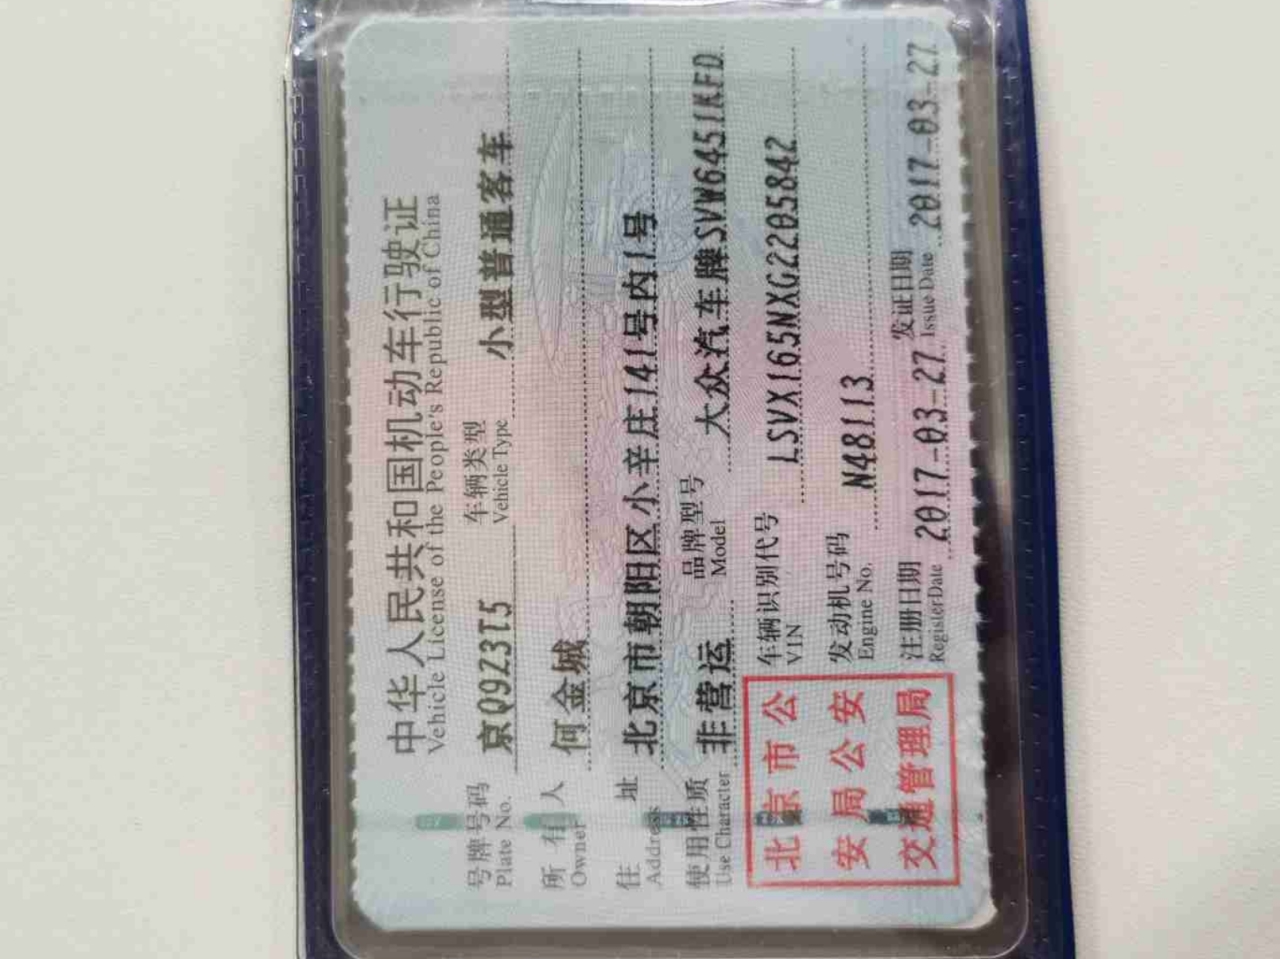 中华人民共和国机动车行驶证
Vehicle License of the People's Republic of China
号牌号码 京Q9Z3T5 车辆类型 小型普通客车
Plate No. Vehicle Type
所有人 何金城
Owner
住址 北京市朝阳区小辛庄141号内1号
Address
使用性质 非营运 品牌型号 大众汽车牌SVW6451KED
Use Character Model
北京市公
安局公安
交通管理局
车辆识别代号 LSVX165NXG2205842
VIN
发动机号码 N48113
Engine No.
注册日期 2017-03-27 发证日期 2017-03-27
RegisterDate Issue Date